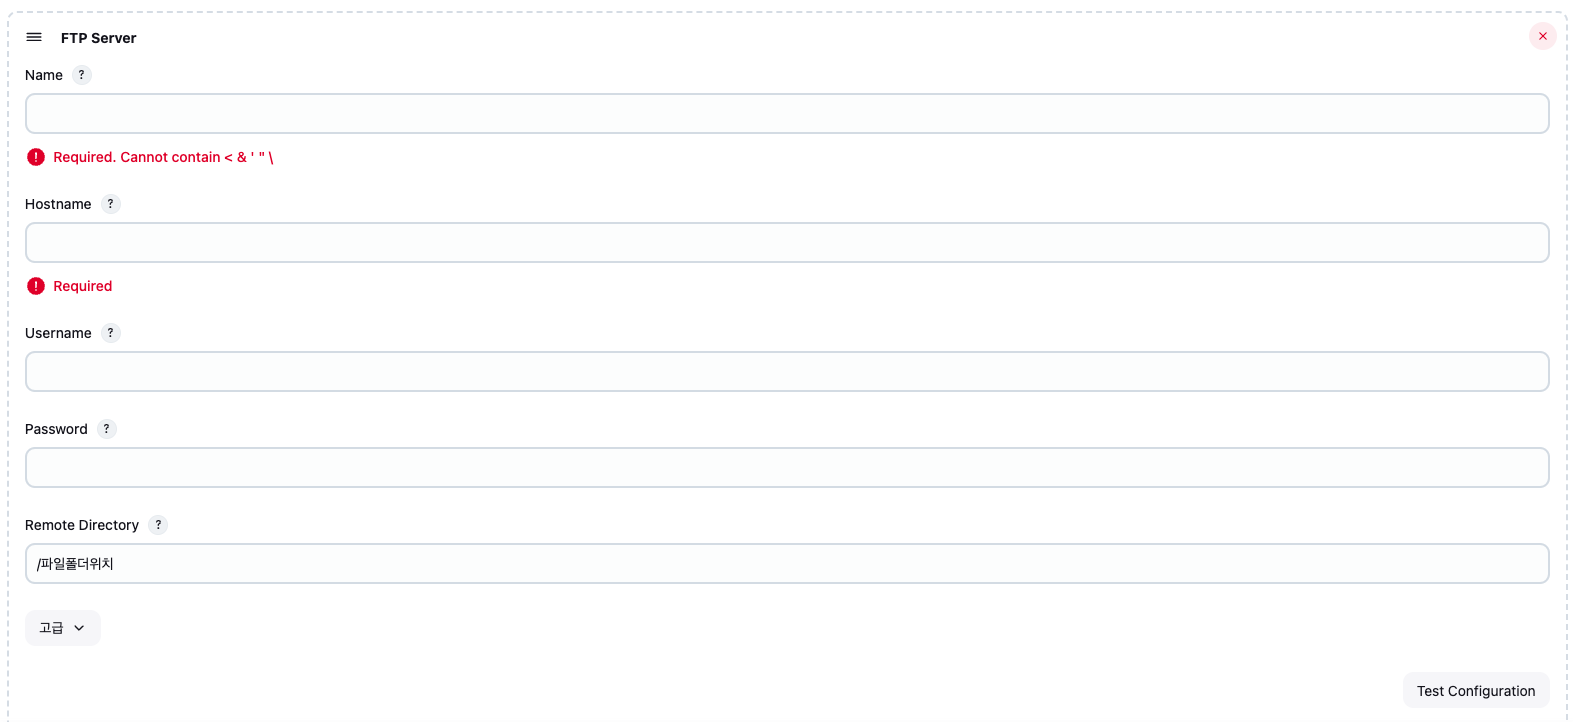 FTP Server
Name ?
Required. Cannot contain < & ' " \
Hostname ?
Required
Username ?
Password ?
Remote Directory ?
/파일폴더위치
고급
Test Configuration